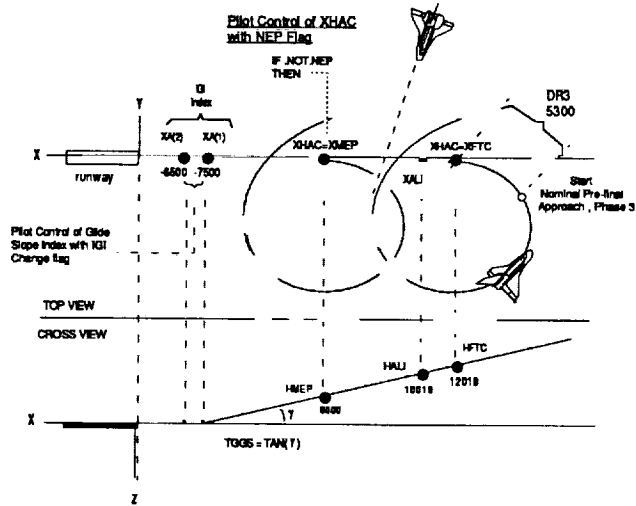 Pilot Control of XHAC
with NEP Flag
IF .NOT.NEP
THEN
IGI
Index
DR3
5300
Y
XA(2) XA(1)
XHAC=XMEP
XHAC=XFTC
X
-6500 -7500
runway
XALI
Start
Nominal Pre-final
Approach , Phase 3
Pilot Control of Glide
Slope Index with IGI
Change flag
TOP VIEW
CROSS VIEW
HFTC
HALI
12018
10018
HMEP
X
γ
TGGS = TAN(γ)
Z